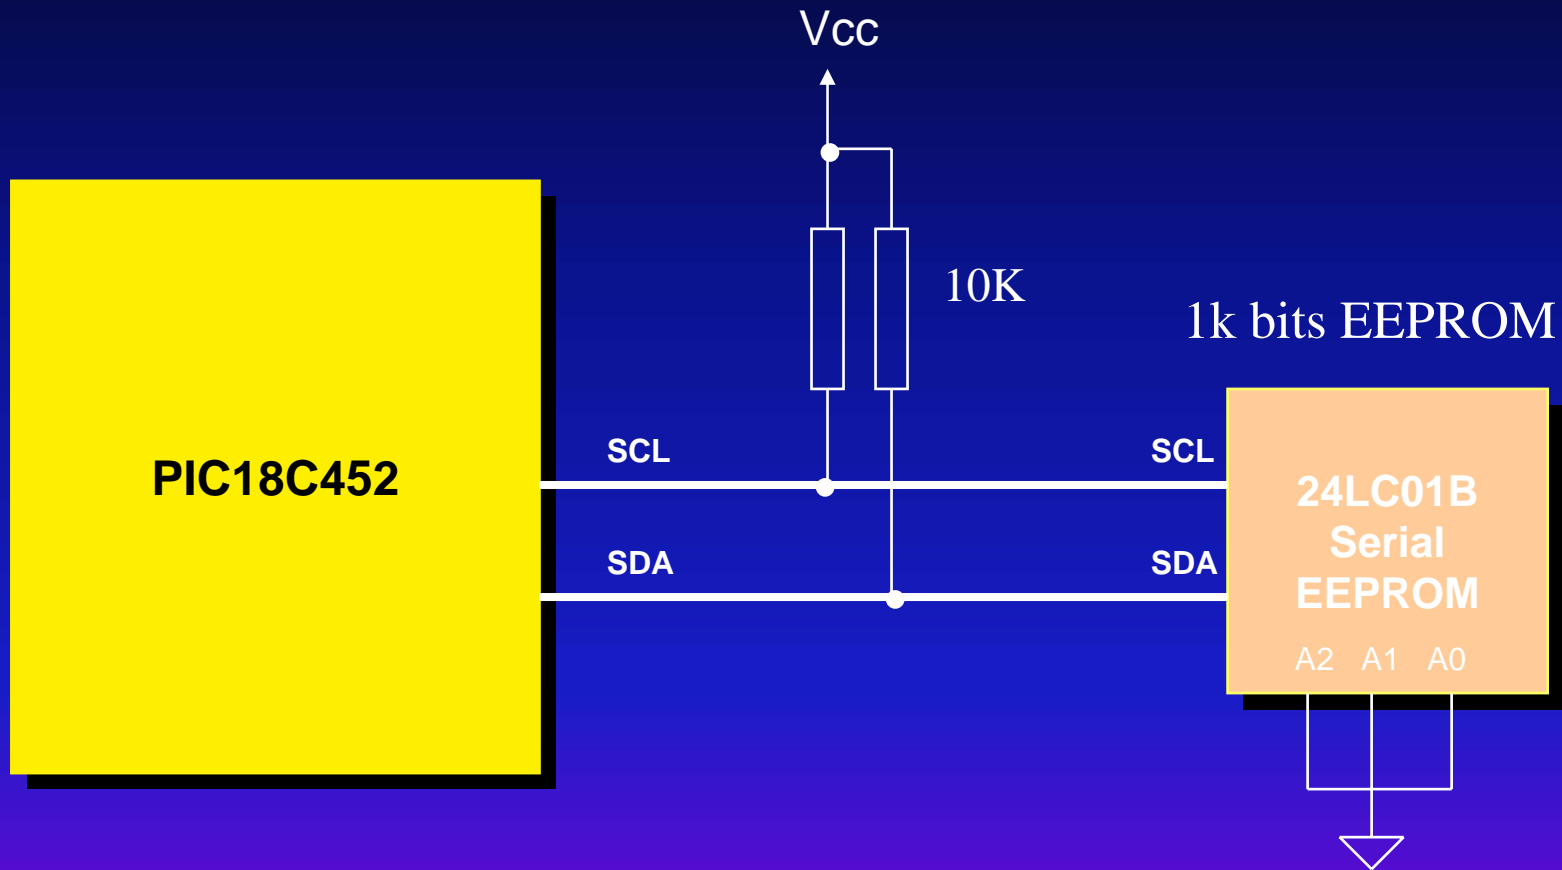 Vcc
10K
1k bits EEPROM
PIC18C452
SCL
SCL
SDA
SDA
24LC01B
Serial
EEPROM
A2 A1 A0